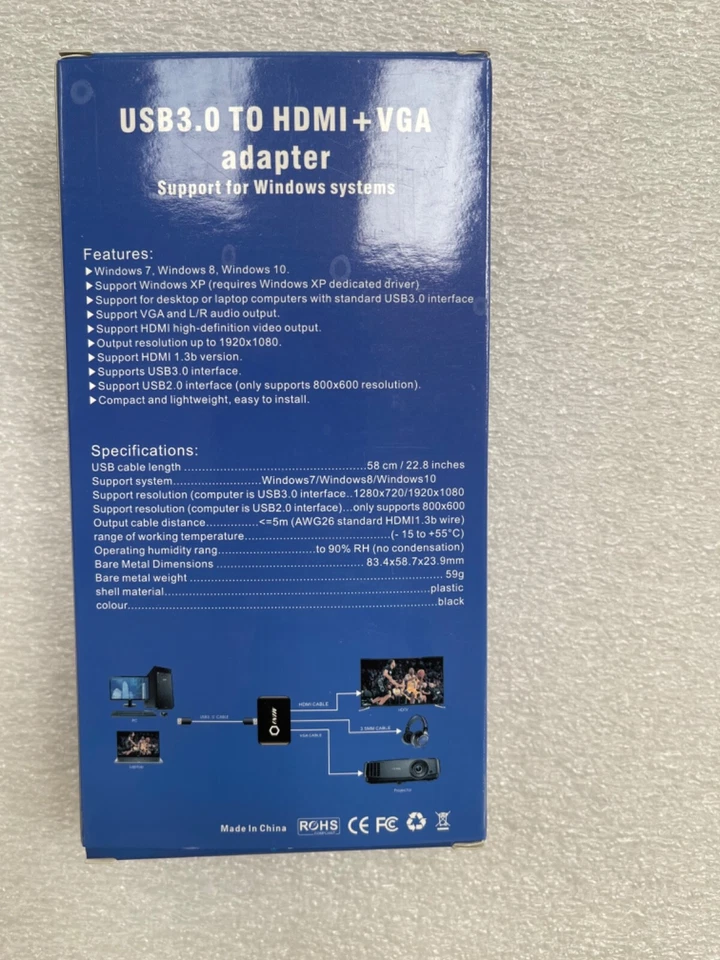 USB3.0 TO HDMI+VGA
adapter
Support for Windows systems
Features:
▶Windows 7, Windows 8, Windows 10.
▶Support Windows XP (requires Windows XP dedicated driver)
▶Support for desktop or laptop computers with standard USB3.0 interface
▶Support VGA and L/R audio output.
▶Support HDMI high-definition video output.
▶Output resolution up to 1920x1080.
▶Support HDMI 1.3b version.
▶Supports USB3.0 interface.
▶Support USB2.0 interface (only supports 800x600 resolution).
▶Compact and lightweight, easy to install.
Specifications:
USB cable length ..........................................58 cm / 22.8 inches
Support system.....................Windows7/Windows8/Windows10
Support resolution (computer is USB3.0 interface..1280x720/1920x1080
Support resolution (computer is USB2.0 interface)...only supports 800x600
Output cable distance.............<=5m (AWG26 standard HDMI1.3b wire)
range of working temperature..................................(- 15 to +55°C)
Operating humidity rang.......................to 90% RH (no condensation)
Bare Metal Dimensions .................................. 83.4x58.7x23.9mm
Bare metal weight ........................................................... 59g
shell material..............................................................plastic
colour........................................................................black
HDMI CABLE
HDTV
PC
3.5MM CABLE
VGA CABLE
LAPTOP
Projector
Made In China
ROHS
COMPLIANT
CE FC